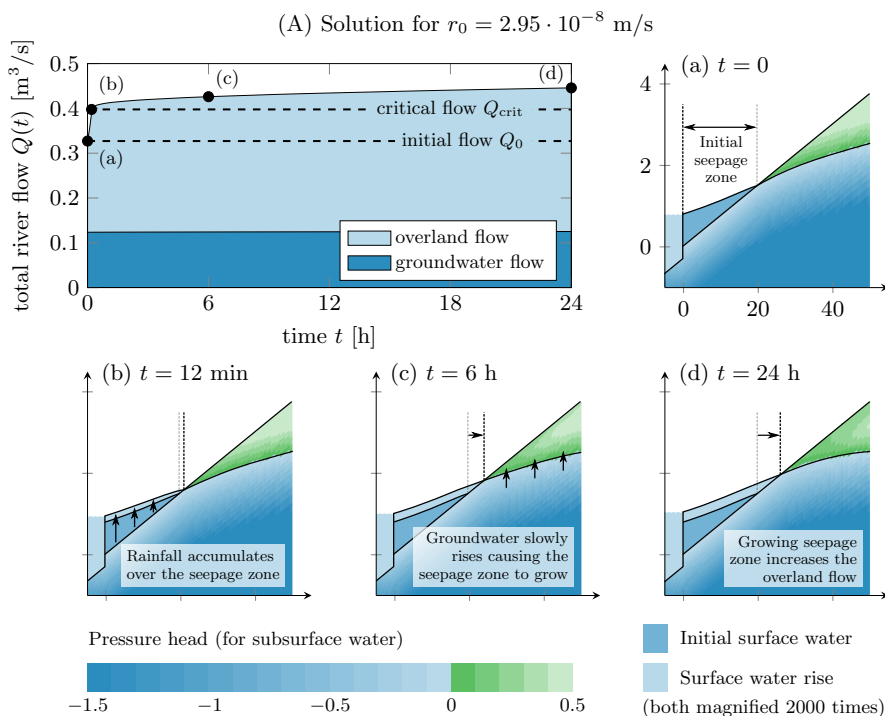 (A) Solution for r₀ = 2.95 · 10⁻⁸ m/s
total river flow Q(t) [m³/s]
0.5
0.4
0.3
0.2
0.1
0
(a)
(b)
(c)
(d)
critical flow Q_crit
initial flow Q₀
overland flow
groundwater flow
0
6
12
18
24
time t [h]
(a) t = 0
4
2
0
Initial
seepage
zone
0
20
40
(b) t = 12 min
Rainfall accumulates
over the seepage zone
(c) t = 6 h
Groundwater slowly
rises causing the
seepage zone to grow
(d) t = 24 h
Growing seepage
zone increases the
overland flow
Pressure head (for subsurface water)
−1.5
−1
−0.5
0
0.5
Initial surface water
Surface water rise
(both magnified 2000 times)